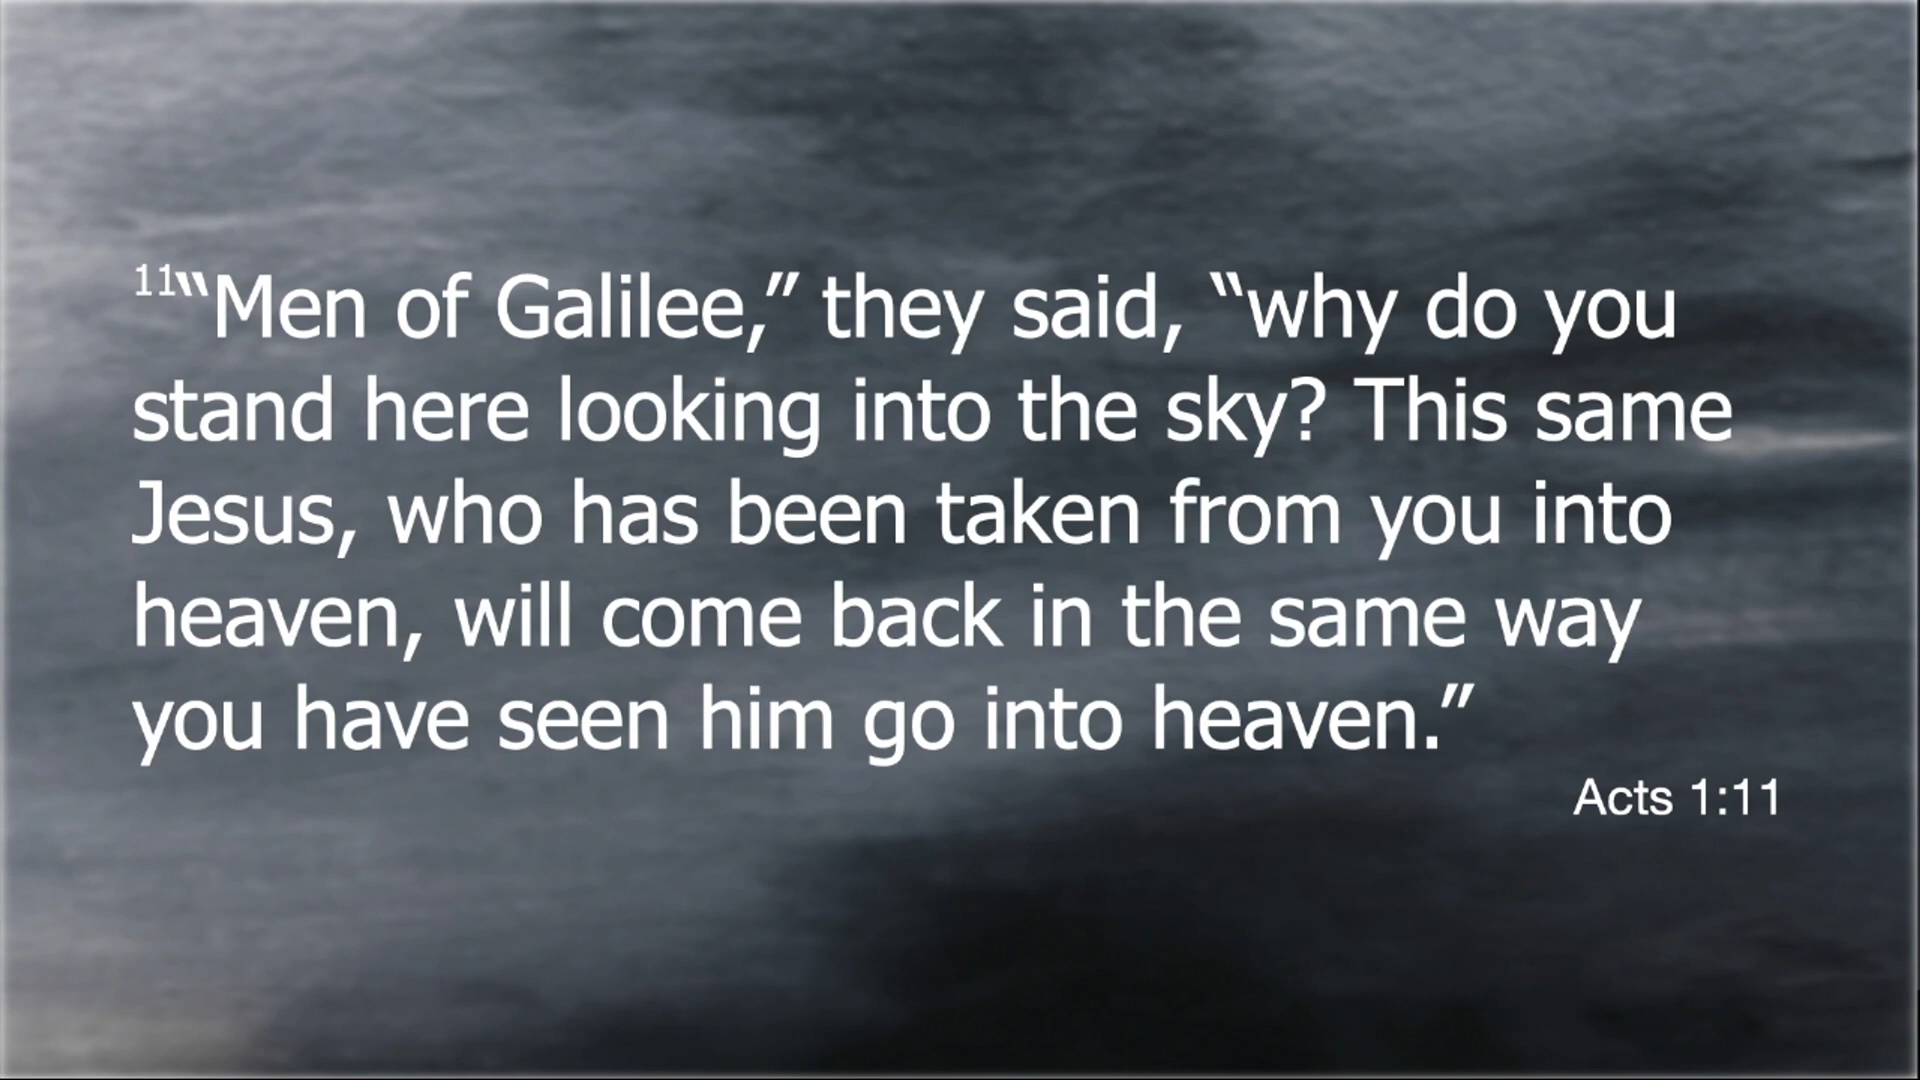 11“Men of Galilee,” they said, “why do you
stand here looking into the sky? This same
Jesus, who has been taken from you into
heaven, will come back in the same way
you have seen him go into heaven.”
Acts 1:11